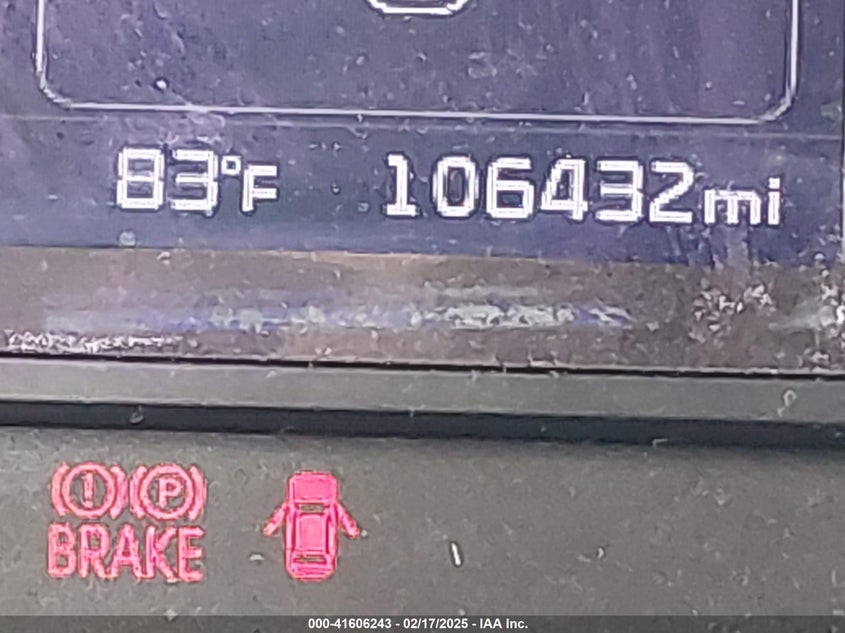 83°F 106432mi
(!) (P)
BRAKE
000-41606243 - 02/17/2025 - IAA Inc.